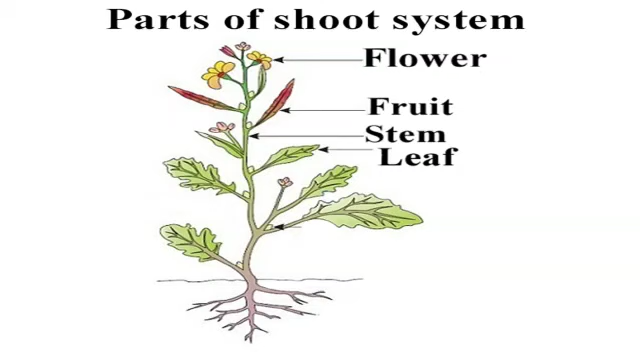 Parts of shoot system
Flower
Fruit
Stem
Leaf